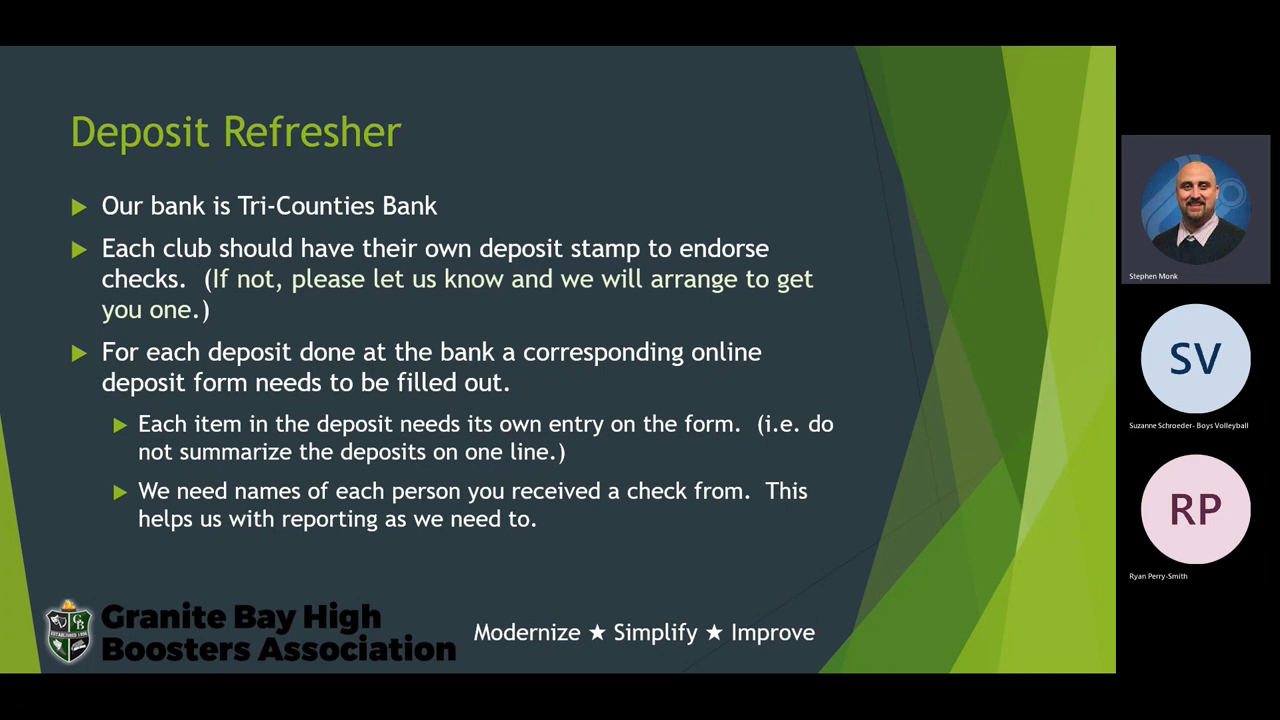 Deposit Refresher
Our bank is Tri-Counties Bank
Each club should have their own deposit stamp to endorse
checks.  (If not, please let us know and we will arrange to get
you one.)
For each deposit done at the bank a corresponding online
deposit form needs to be filled out.
Each item in the deposit needs its own entry on the form.  (i.e. do
not summarize the deposits on one line.)
We need names of each person you received a check from.  This
helps us with reporting as we need to.
GB
Granite Bay High
Boosters Association
Modernize ★ Simplify ★ Improve
Stephen Monk
SV
Suzanne Schroeder- Boys Volleyball
RP
Ryan Perry-Smith